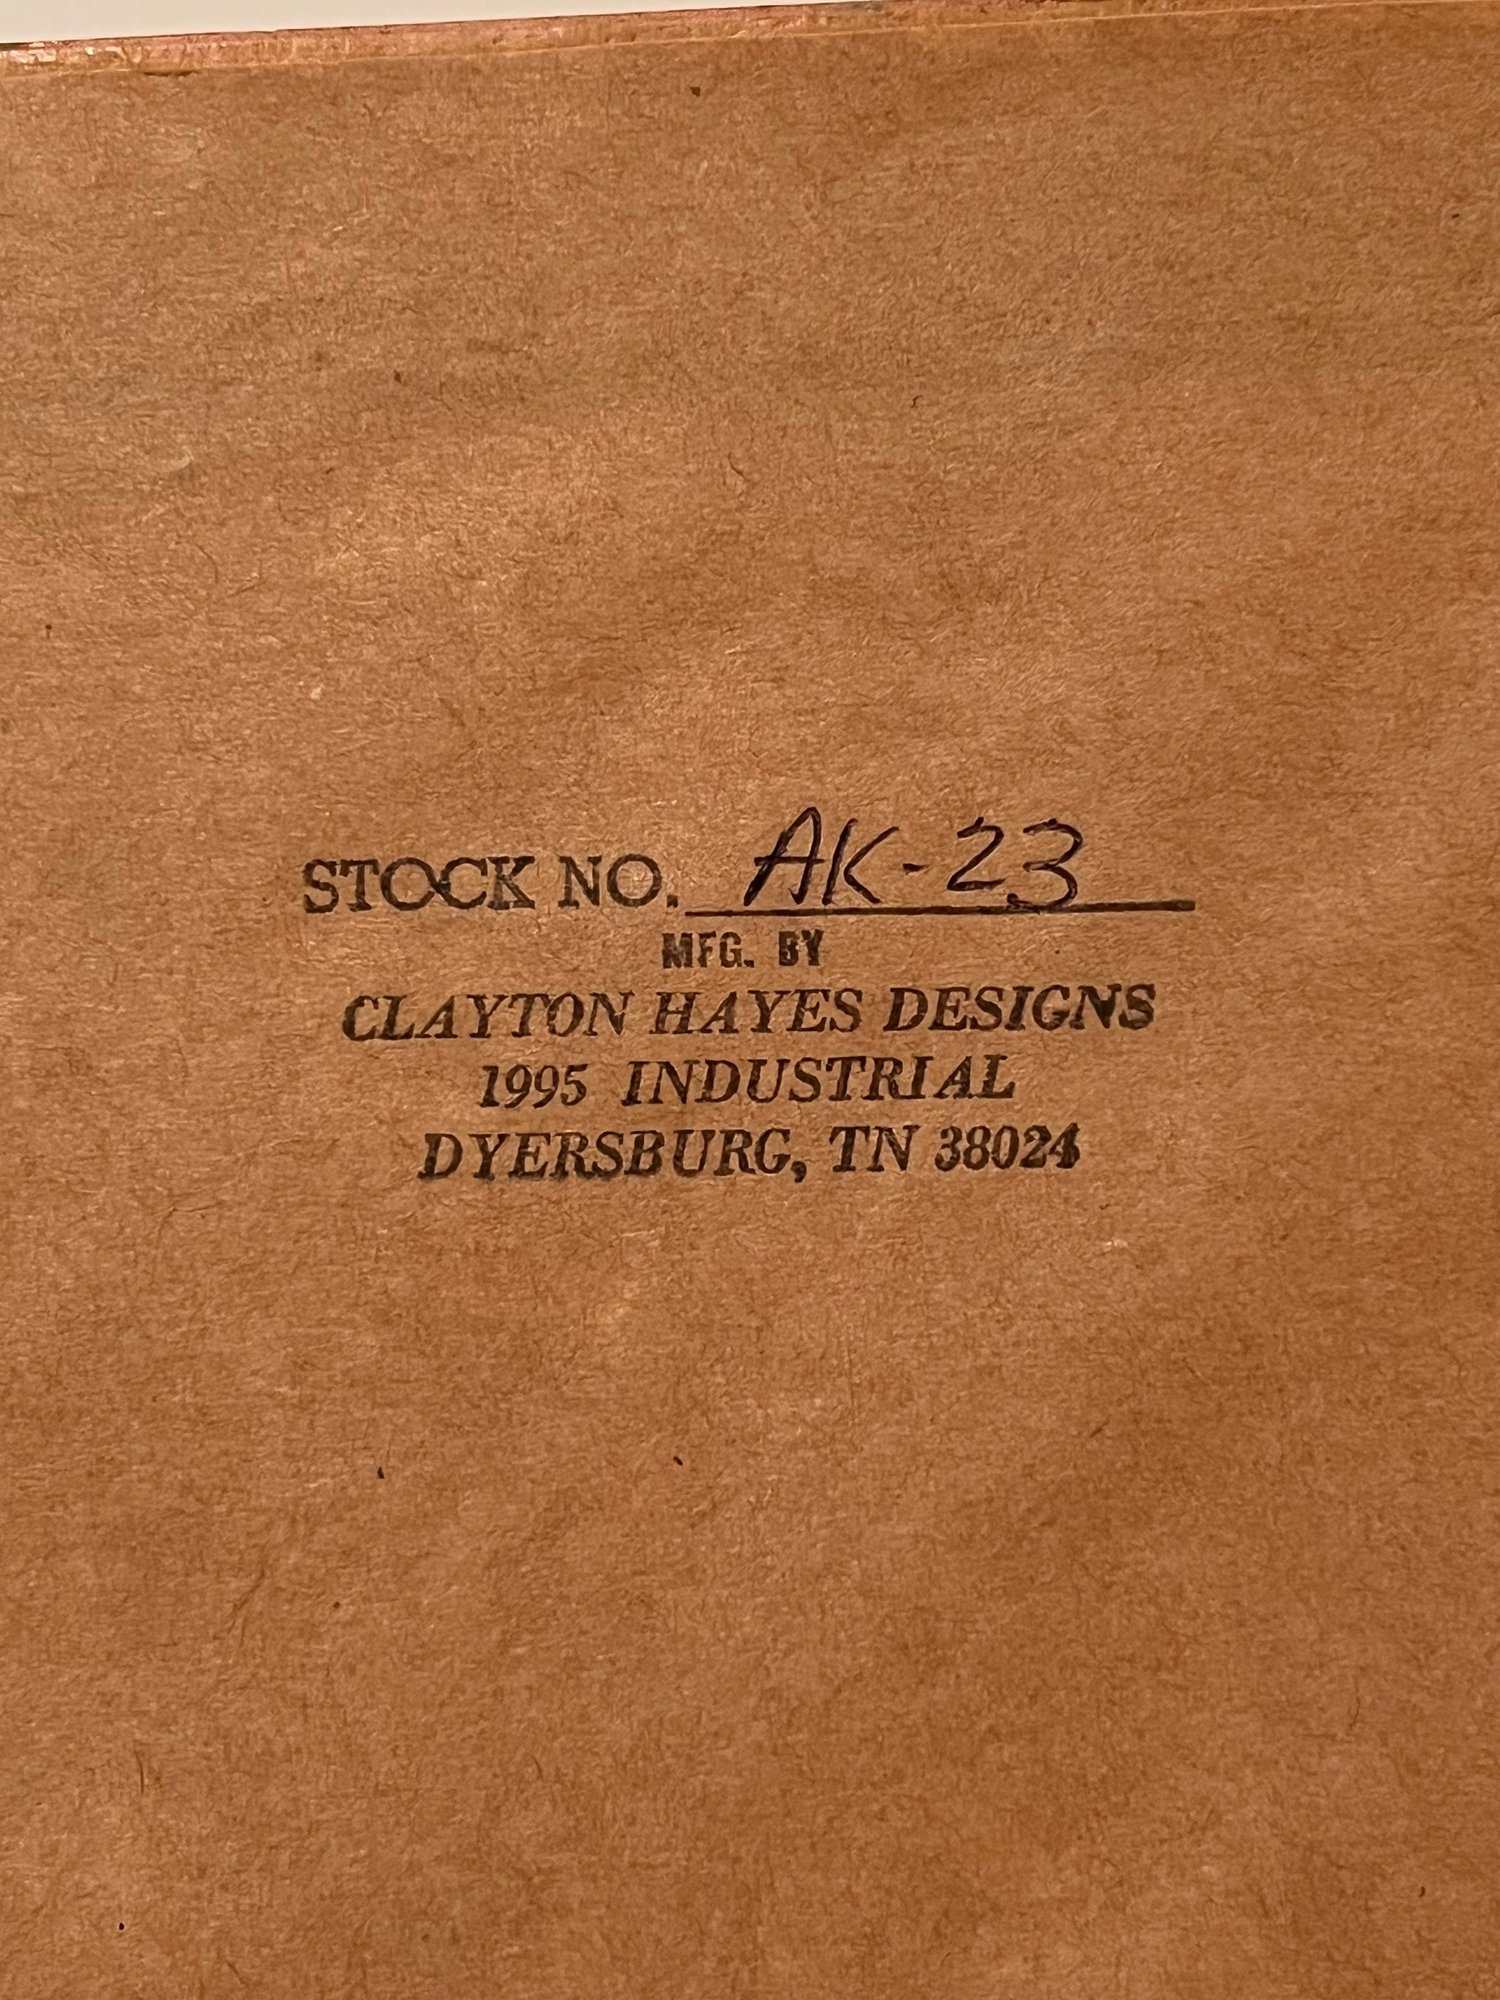 STOCK NO. AK-23
MFG. BY
CLAYTON HAYES DESIGNS
1995 INDUSTRIAL
DYERSBURG, TN 38024